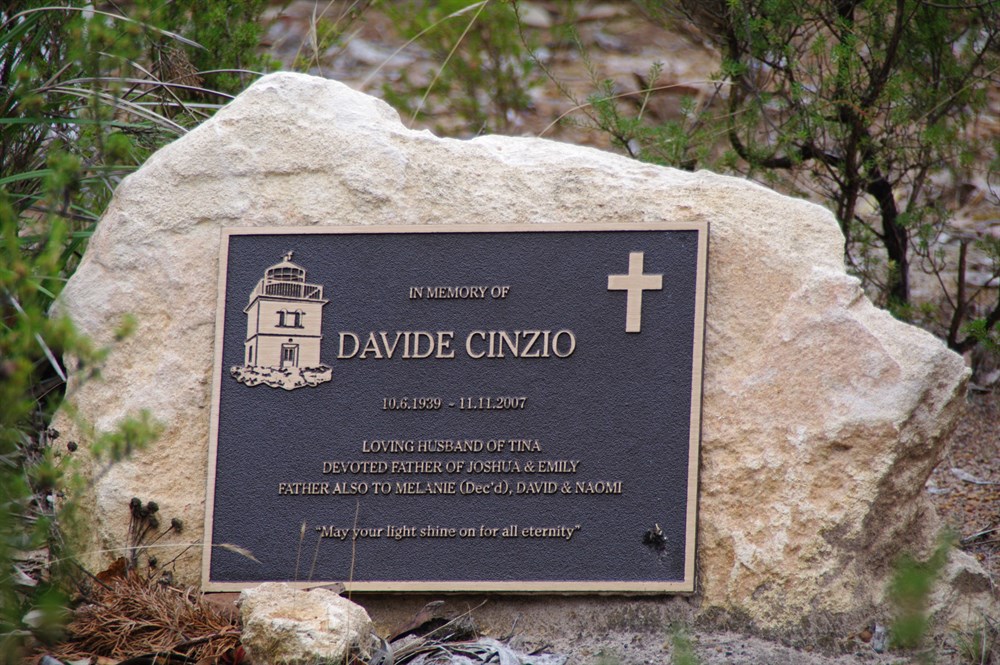 IN MEMORY OF
DAVIDE CINZIO
10.6.1939 - 11.11.2007
LOVING HUSBAND OF TINA
DEVOTED FATHER OF JOSHUA & EMILY
FATHER ALSO TO MELANIE (Dec'd), DAVID & NAOMI
"May your light shine on for all eternity"